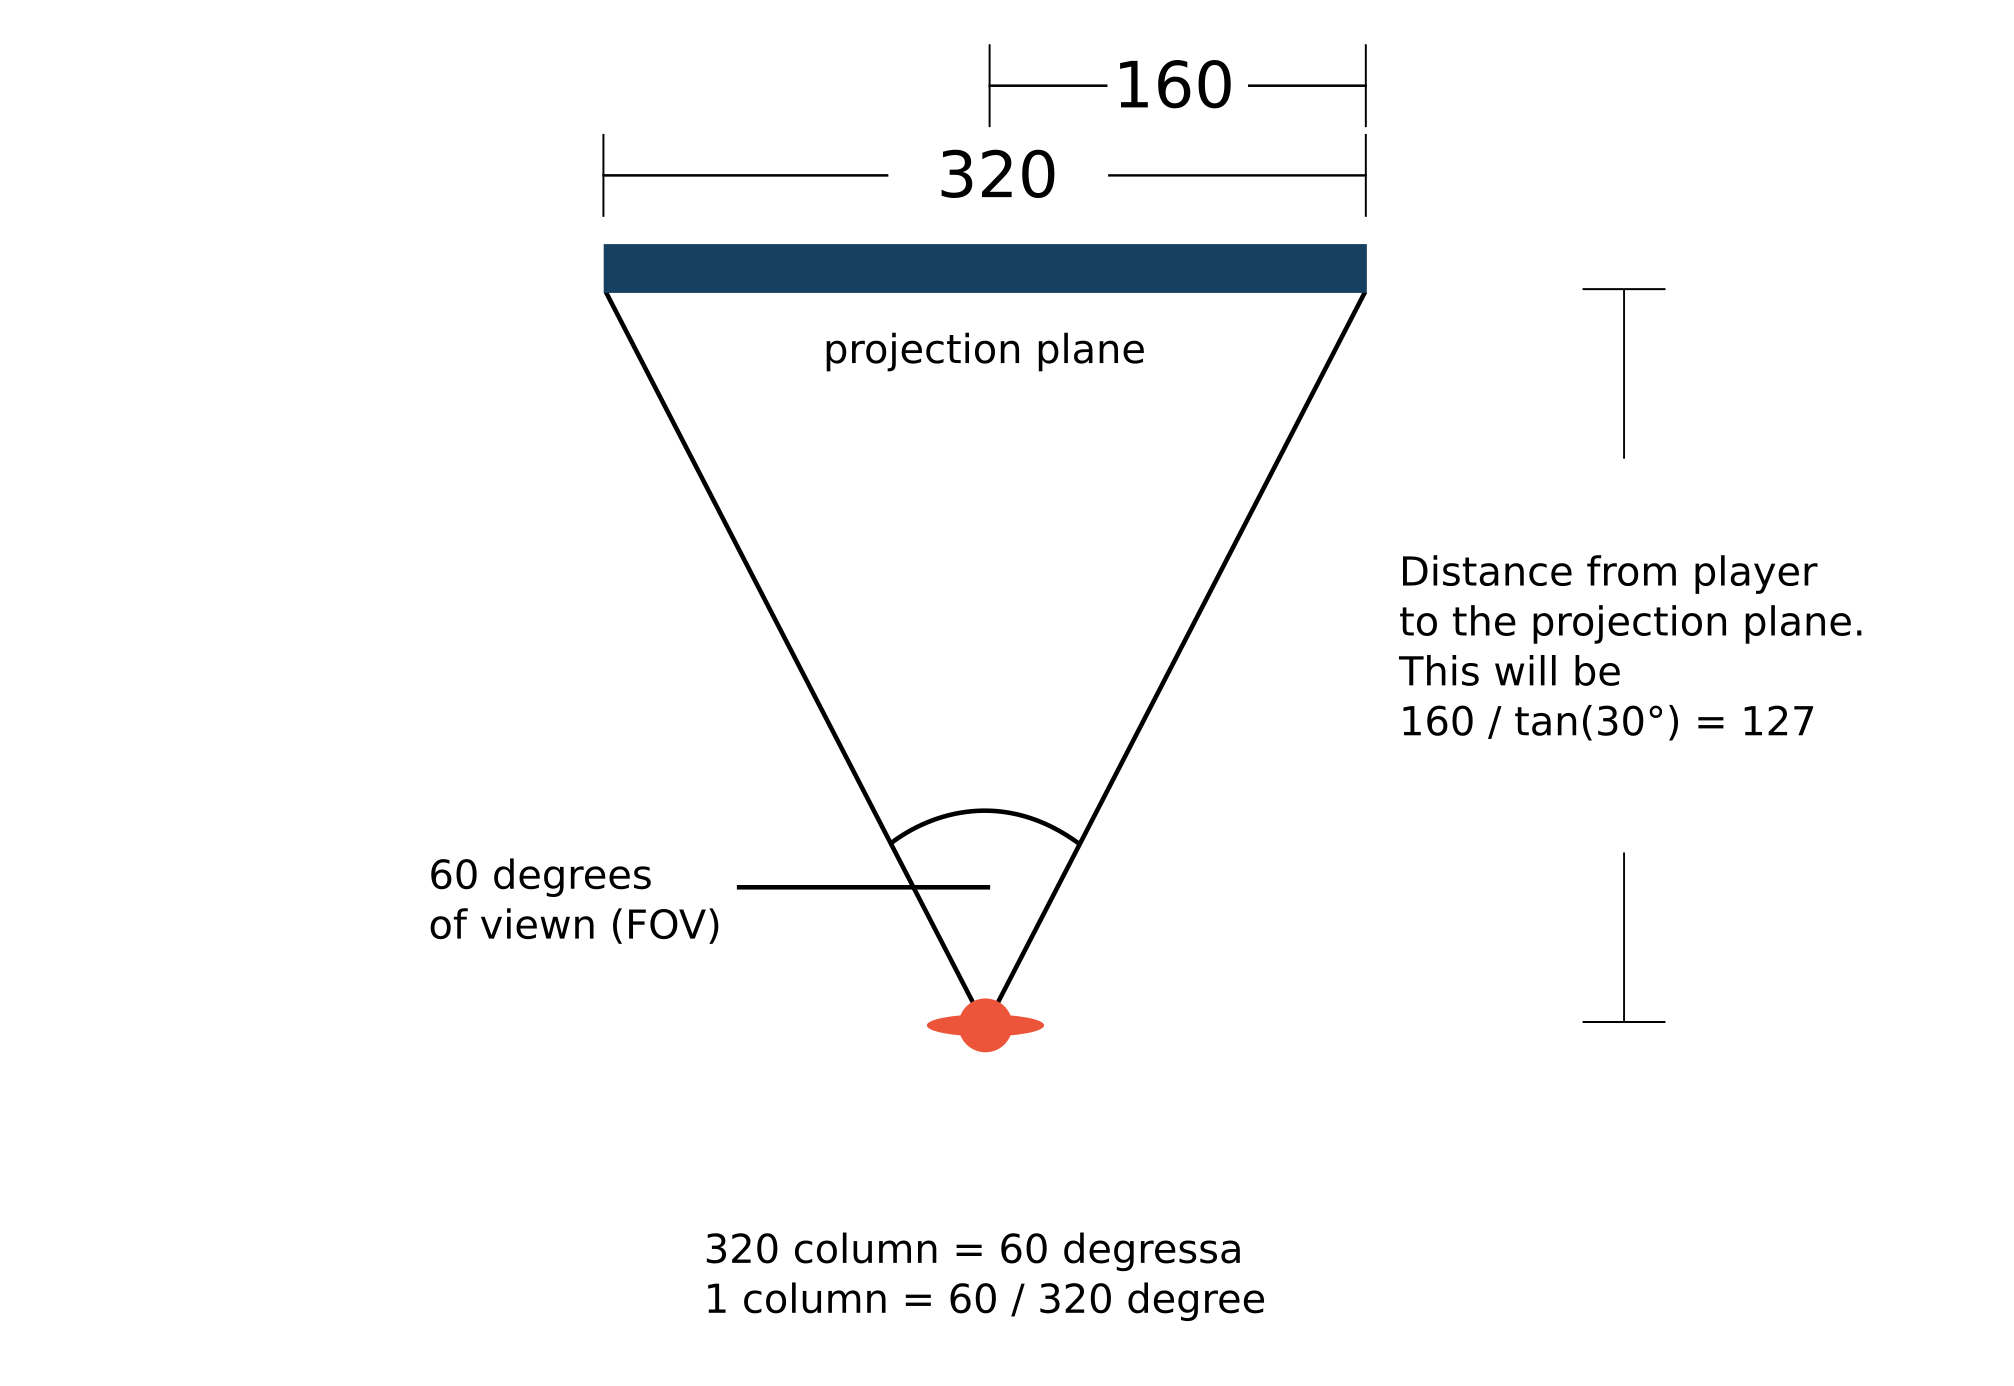 160
320
projection plane
Distance from player
to the projection plane.
This will be
160 / tan(30°) = 127
60 degrees
of viewn (FOV)
320 column = 60 degressa
1 column = 60 / 320 degree